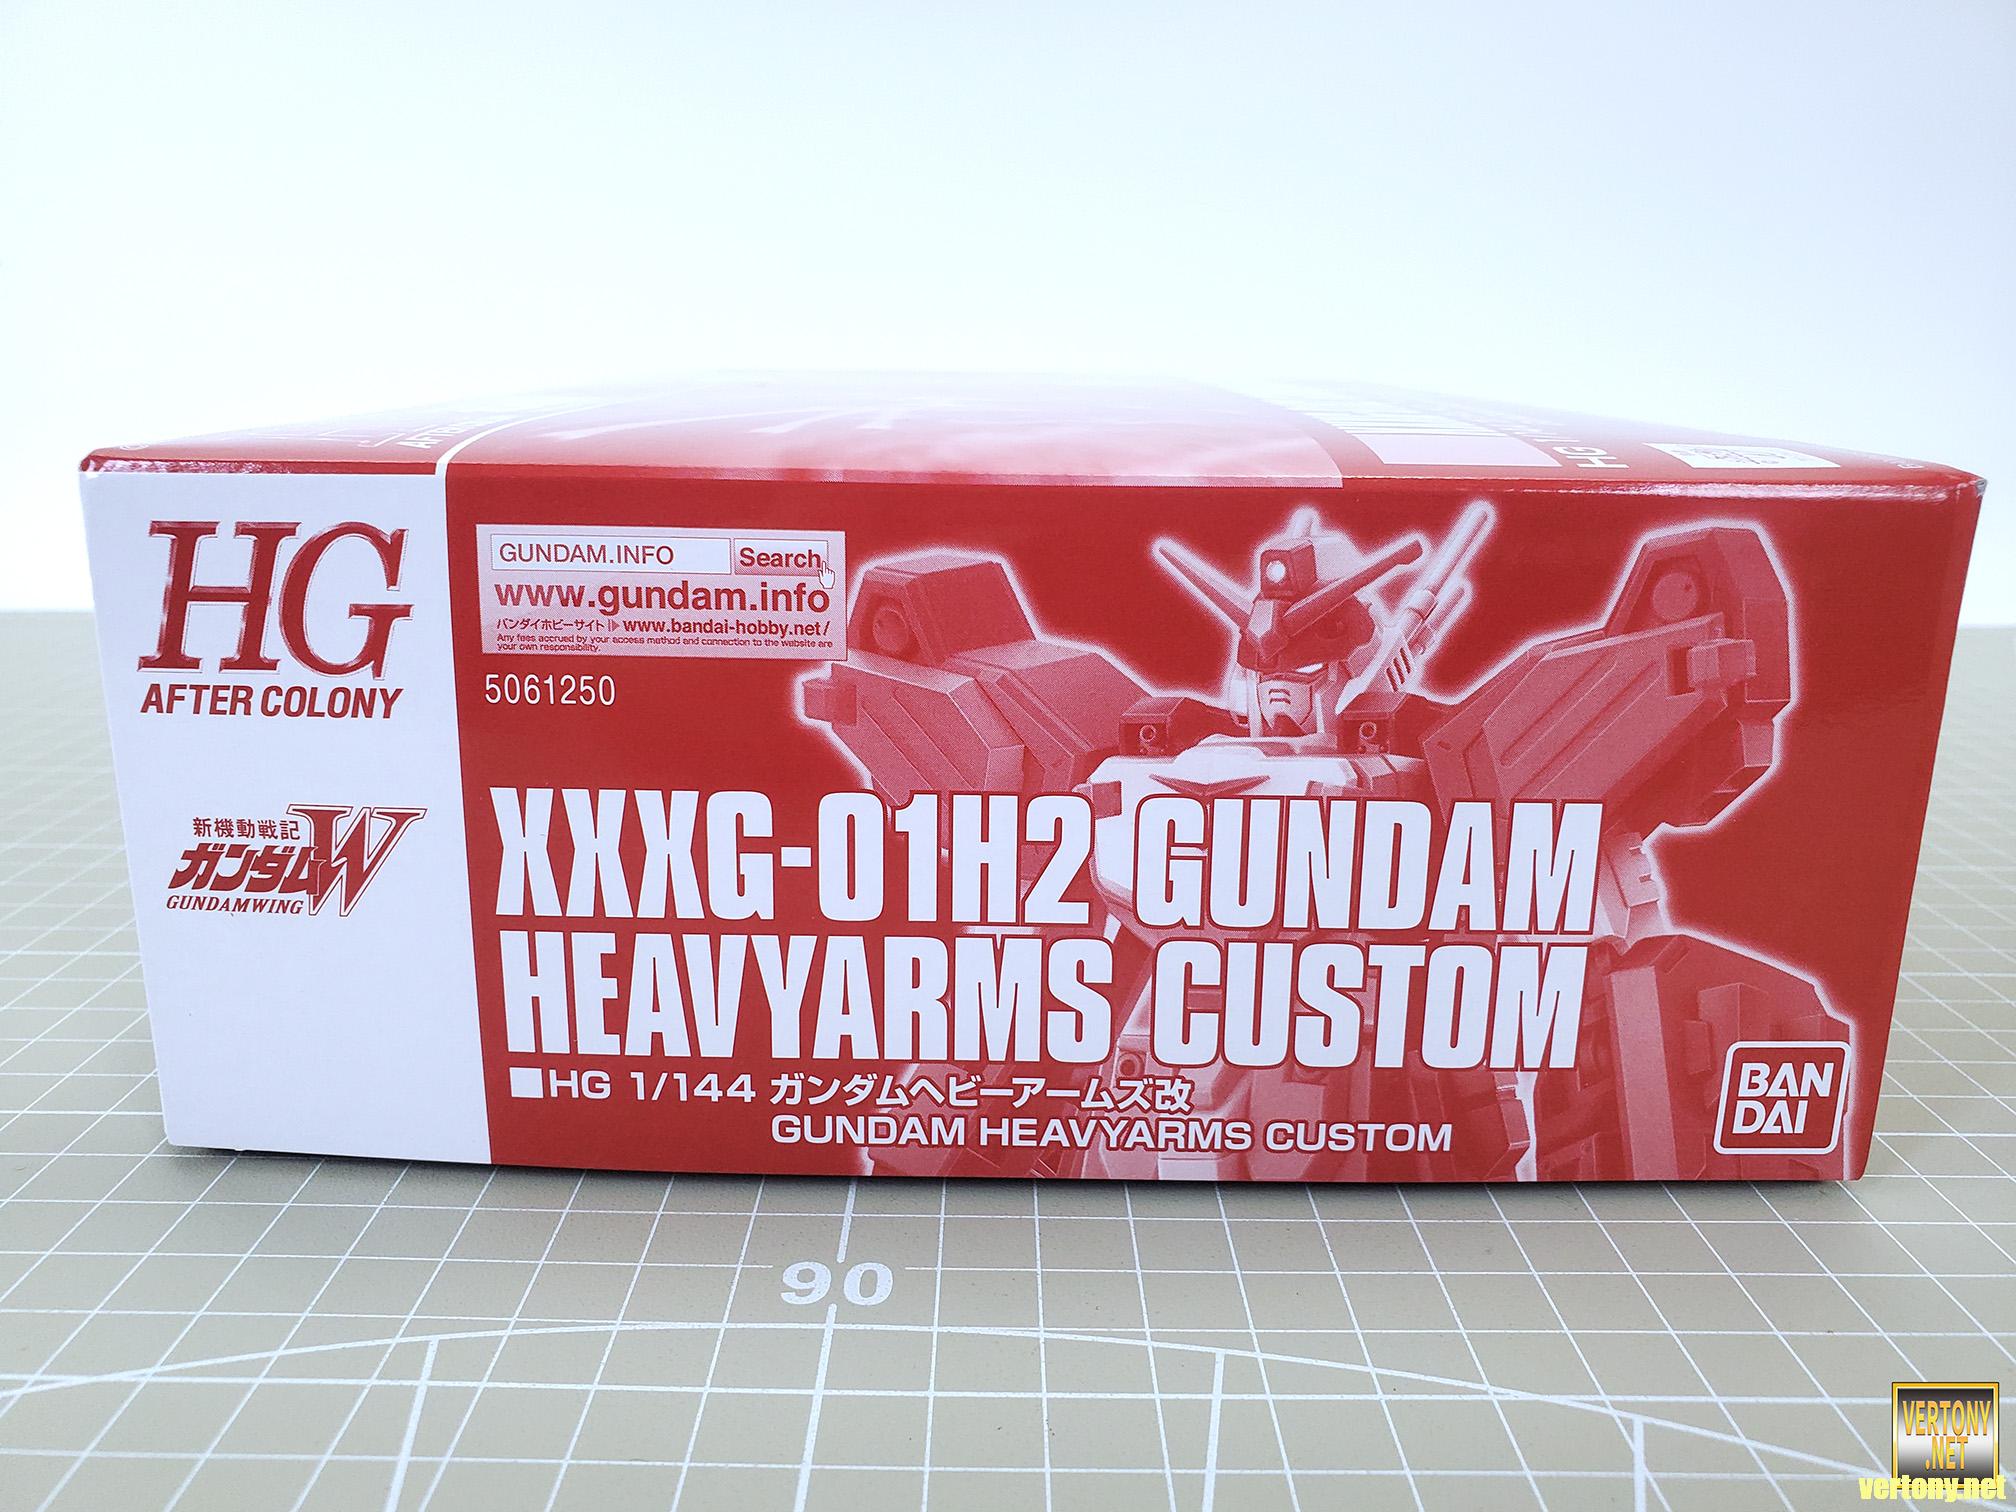 HG
AFTER COLONY
新機動戦記
ガンダムW
GUNDAMWING
GUNDAM.INFO Search
www.gundam.info
バンダイホビーサイト www.bandai-hobby.net/
Any fees accrued by your access method and connection to the website are
your own responsibility.
5061250
XXXG-01H2 GUNDAM
HEAVYARMS CUSTOM
■HG 1/144 ガンダムヘビーアームズ改
GUNDAM HEAVYARMS CUSTOM
BAN
DAI
90
VERTONY
.NET
vertony.net